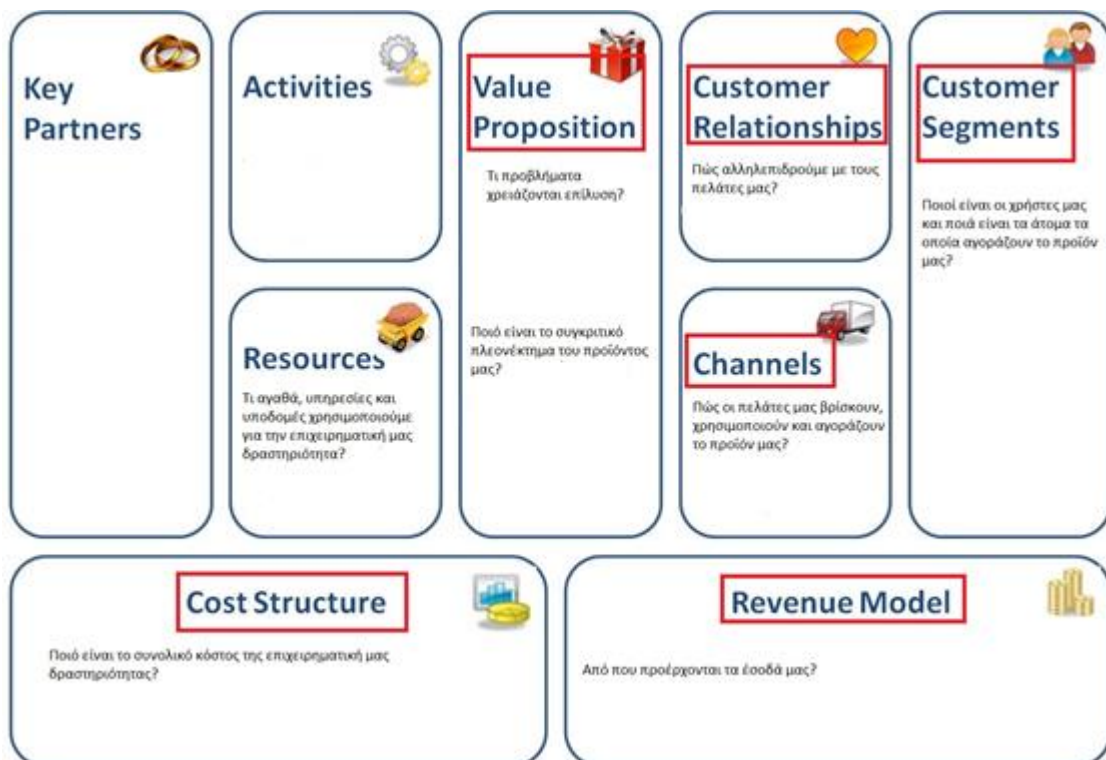 Key
Partners
Activities
Resources
Τι αγαθά, υπηρεσίες και
υποδομές χρησιμοποιούμε
για την επιχειρηματική μας
δραστηριότητα?
Value
Proposition
Τι προβλήματα
χρειάζονται επίλυση?
Ποιό είναι το συγκριτικό
πλεονέκτημα του προϊόντος
μας?
Customer
Relationships
Πώς αλληλεπιδρούμε με τους
πελάτες μας?
Channels
Πώς οι πελάτες μας βρίσκουν,
χρησιμοποιούν και αγοράζουν
το προϊόν μας?
Customer
Segments
Ποιοί είναι οι χρήστες μας
και ποιά είναι τα άτομα τα
οποία αγοράζουν το προϊόν
μας?
Cost Structure
Ποιό είναι το συνολικό κόστος της επιχειρηματική μας
δραστηριότητας?
Revenue Model
Από που προέρχονται τα έσοδά μας?